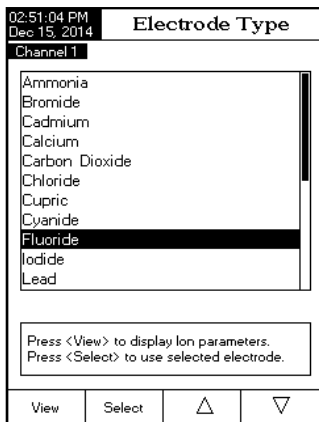 02:51:04 PM
Dec 15, 2014
Electrode Type
Channel 1
Ammonia
Bromide
Cadmium
Calcium
Carbon Dioxide
Chloride
Cupric
Cyanide
Fluoride
Iodide
Lead
Press <View> to display Ion parameters.
Press <Select> to use selected electrode.
View
Select